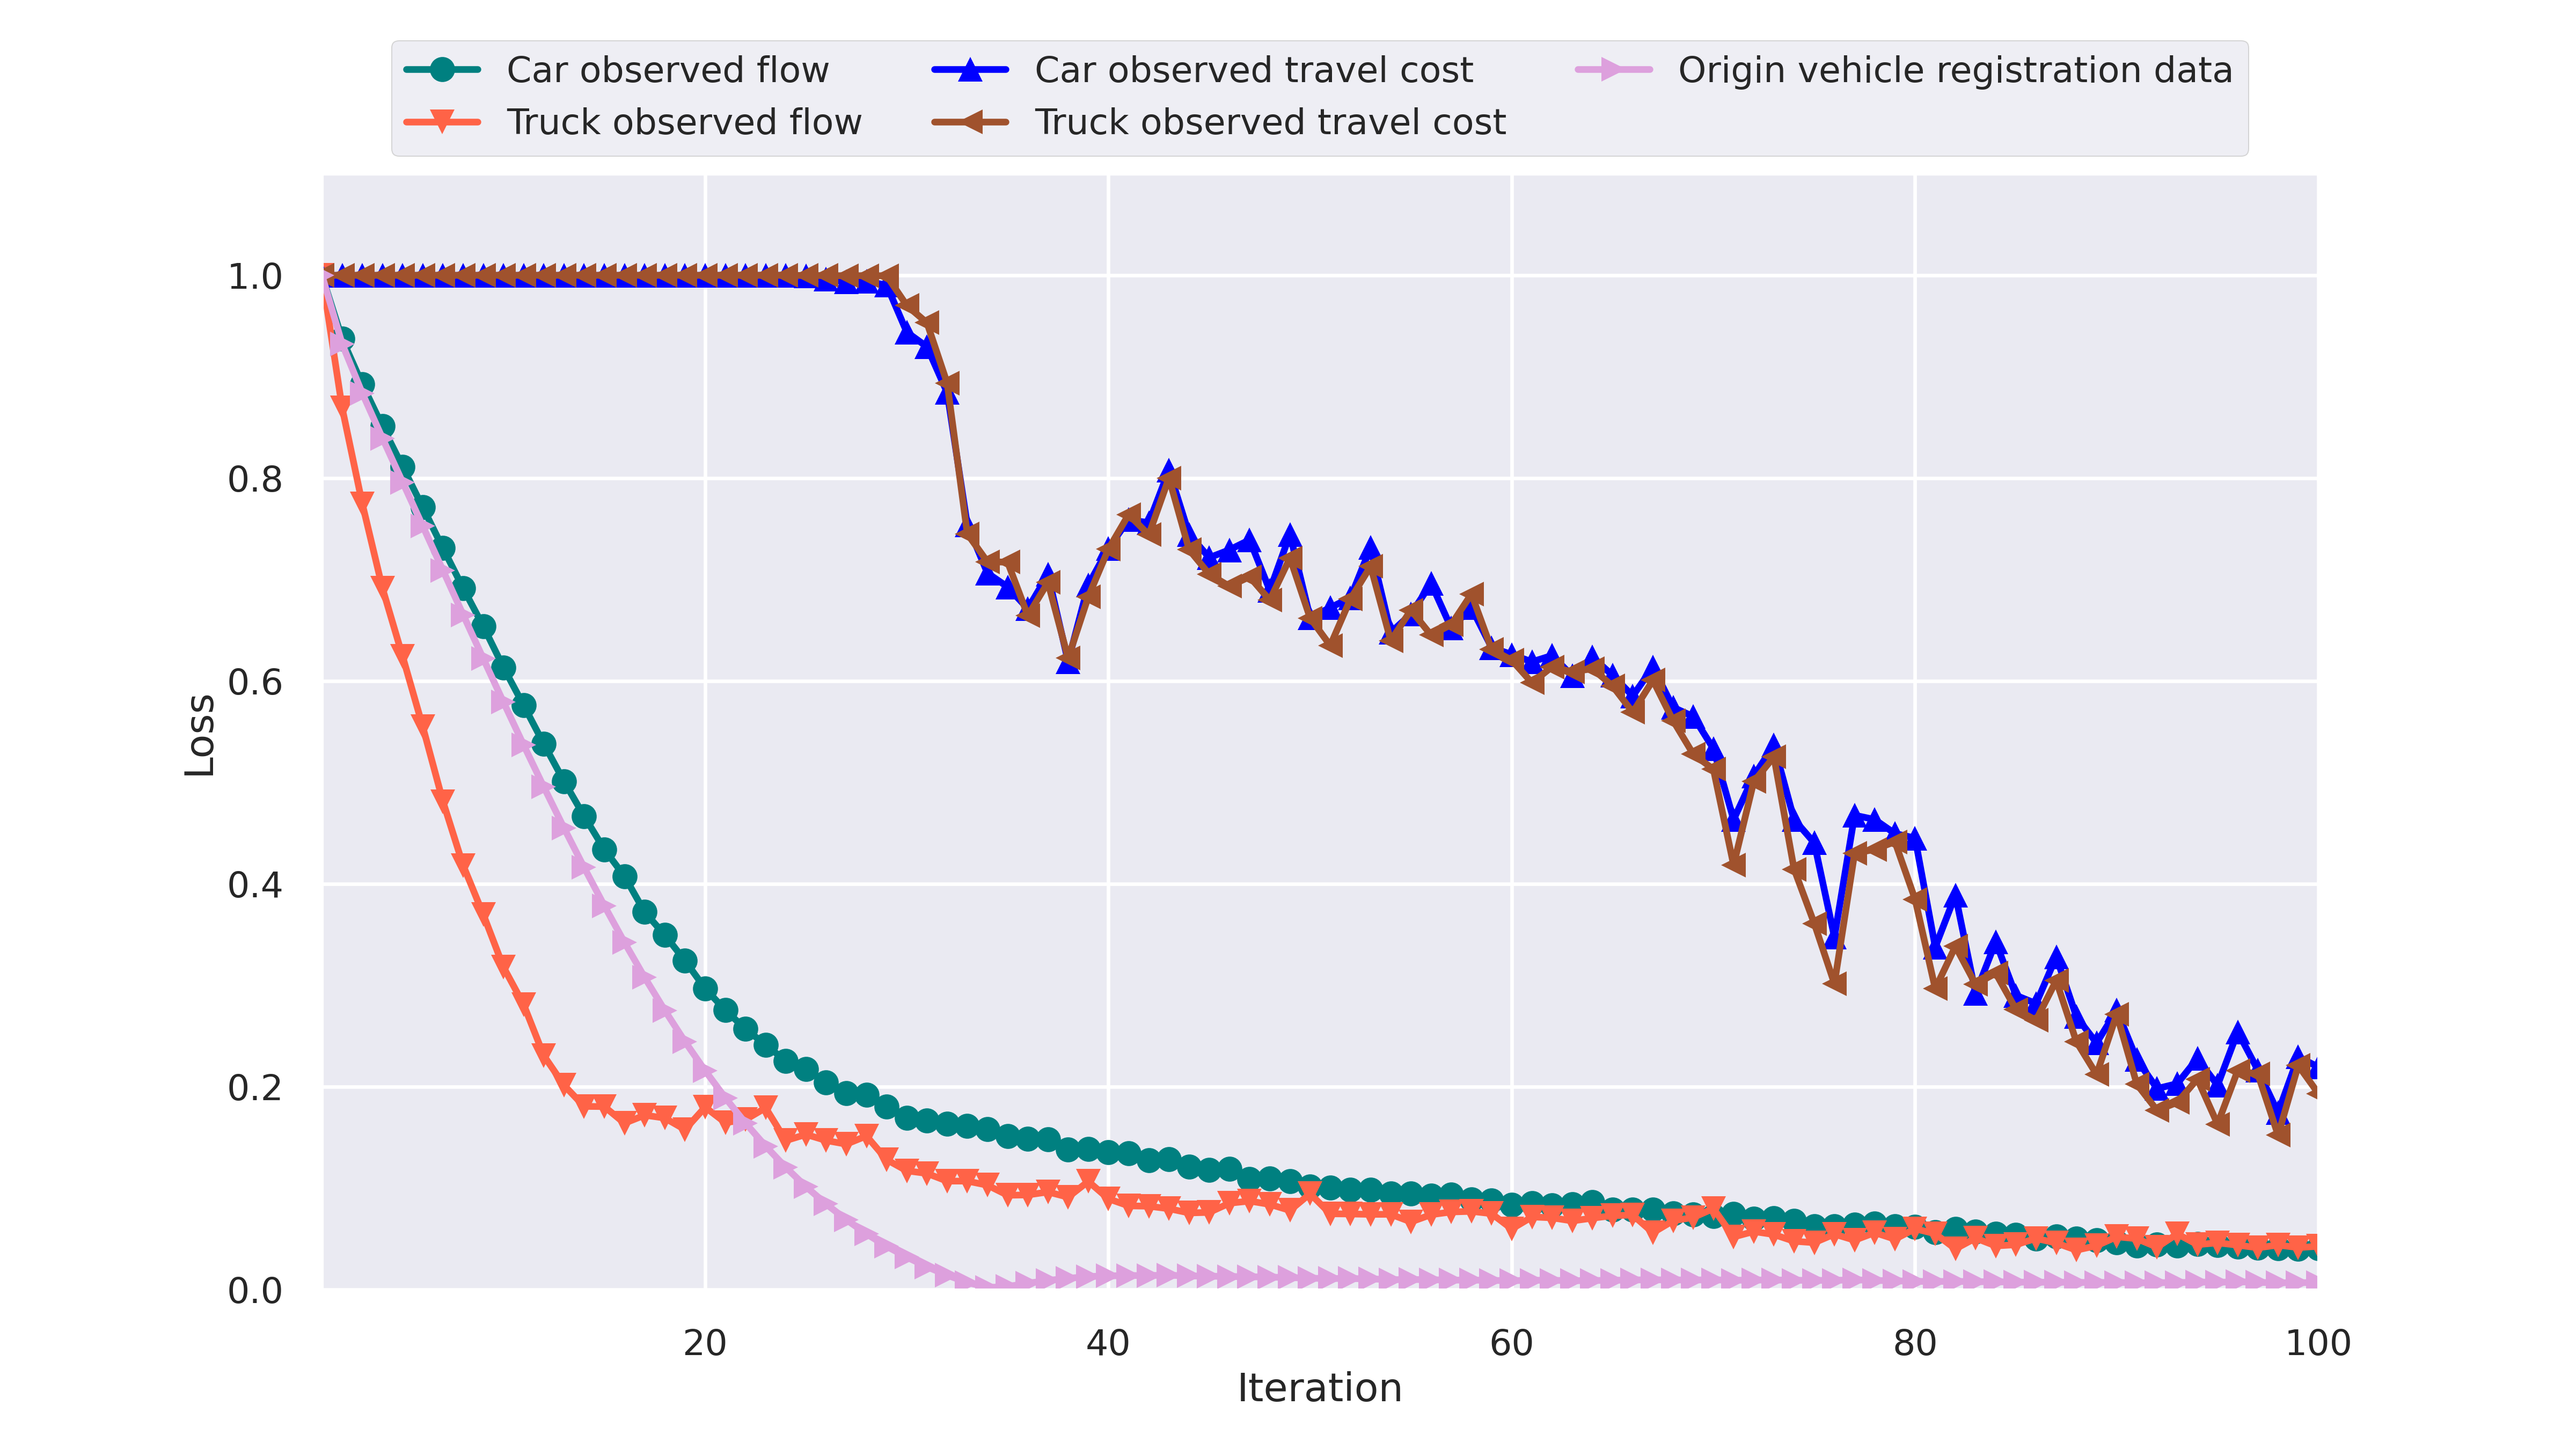 Car observed flow
Truck observed flow
Car observed travel cost
Truck observed travel cost
Origin vehicle registration data
1.0
0.8
0.6
0.4
0.2
0.0
Loss
20 40 60 80 100
Iteration